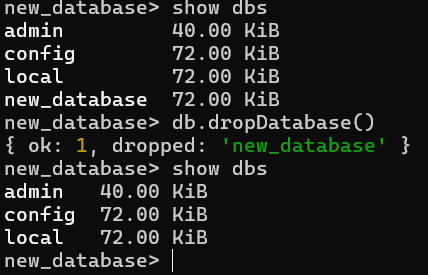 new_database> show dbs
admin         40.00 KiB
config        72.00 KiB
local         72.00 KiB
new_database  72.00 KiB
new_database> db.dropDatabase()
{ ok: 1, dropped: 'new_database' }
new_database> show dbs
admin   40.00 KiB
config  72.00 KiB
local   72.00 KiB
new_database>